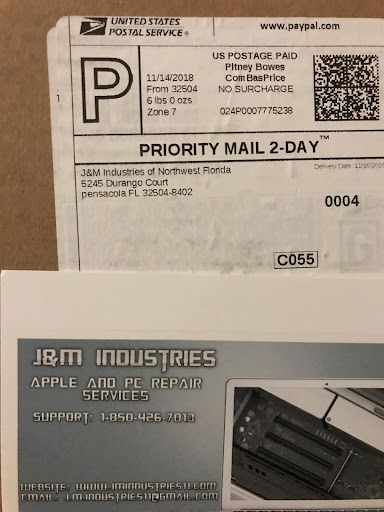 UNITED STATES
POSTAL SERVICE®
www.paypal.com
P
US POSTAGE PAID
Pitney Bowes
ComBasPrice
NO SURCHARGE
11/14/2018
From 32504
6 lbs 0 ozs
Zone 7
024P0007775238
PRIORITY MAIL 2-DAY™
J&M Industries of Northwest Florida
5245 Durango Court
pensacola FL 32504-8402
Delivery Date:
0004
C055
J&M INDUSTRIES
APPLE AND PC REPAIR
SERVICES
SUPPORT: 1-850-426-7013
WEBSITE: WWW.JMINDUSTRIES11.COM
EMAIL: J.M.INDUSTRIES11@GMAIL.COM